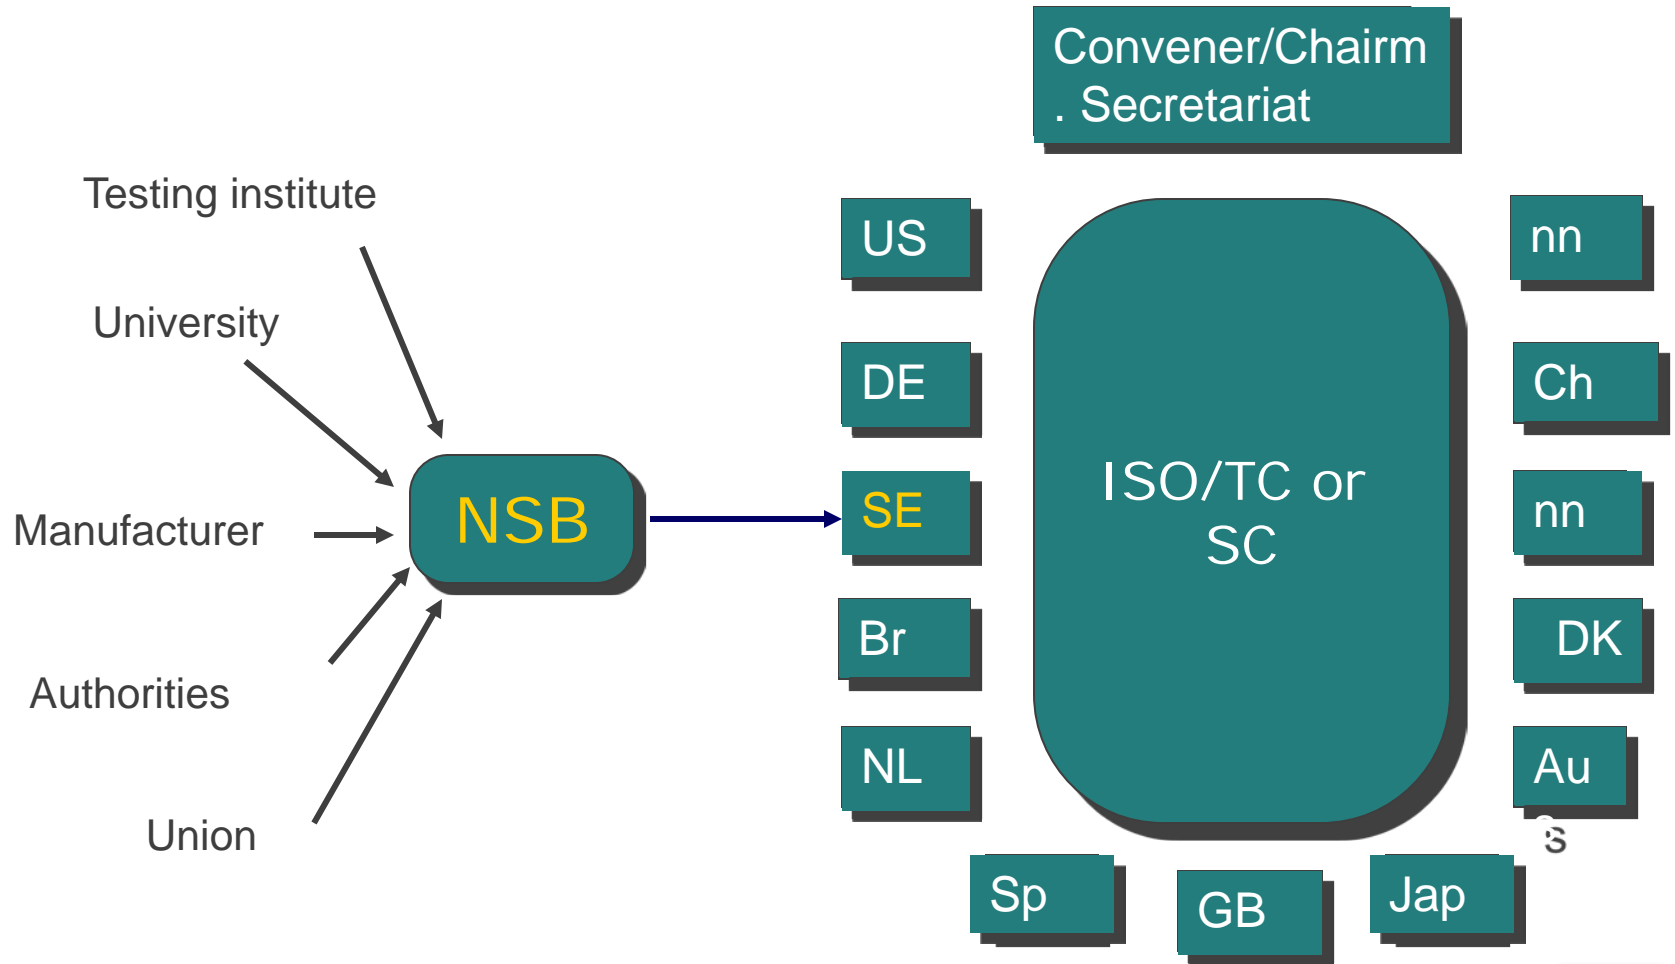 Convener/Chairm
. Secretariat
Testing institute
University
Manufacturer
Authorities
Union
NSB
US
DE
SE
Br
NL
ISO/TC or
SC
nn
Ch
nn
DK
Au
s
Sp
GB
Jap